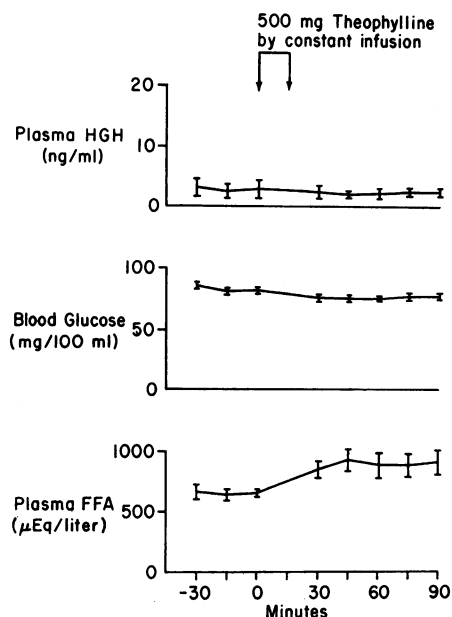 500 mg Theophylline
by constant infusion
20
Plasma HGH
10
(ng/ml)
0
100
Blood Glucose
50
(mg/100 ml)
0
1000
Plasma FFA
500
(μEq/liter)
0
-30 0 30 60 90
Minutes